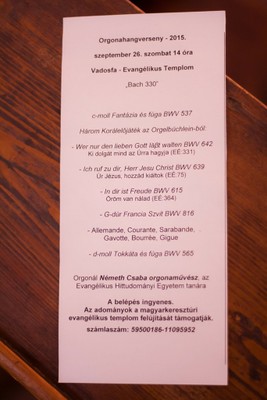 Orgonahangverseny - 2015.
szeptember 26. szombat 14 óra
Vadosfa - Evangélikus Templom
„Bach 330”
c-moll Fantázia és fúga BWV 537
Három Korálelőjáték az Orgelbüchlein-ből:
- Wer nur den lieben Gott läßt walten BWV 642
Ki dolgát mind az Úrra hagyja (EÉ:331)
- Ich ruf zu dir, Herr Jesu Christ BWV 639
Úr Jézus, hozzád kiáltok (EÉ:75)
- In dir ist Freude BWV 615
Öröm van nálad (EÉ:364)
- G-dúr Francia Szvit BWV 816
- Allemande, Courante, Sarabande,
Gavotte, Bourrée, Gigue
- d-moll Tokkáta és fúga BWV 565
Orgonál Németh Csaba orgonaművész, az
Evangélikus Hittudományi Egyetem tanára
A belépés ingyenes.
Az adományok a magyarkeresztúri
evangélikus templom felújítását támogatják.
számlaszám: 59500186-11095952